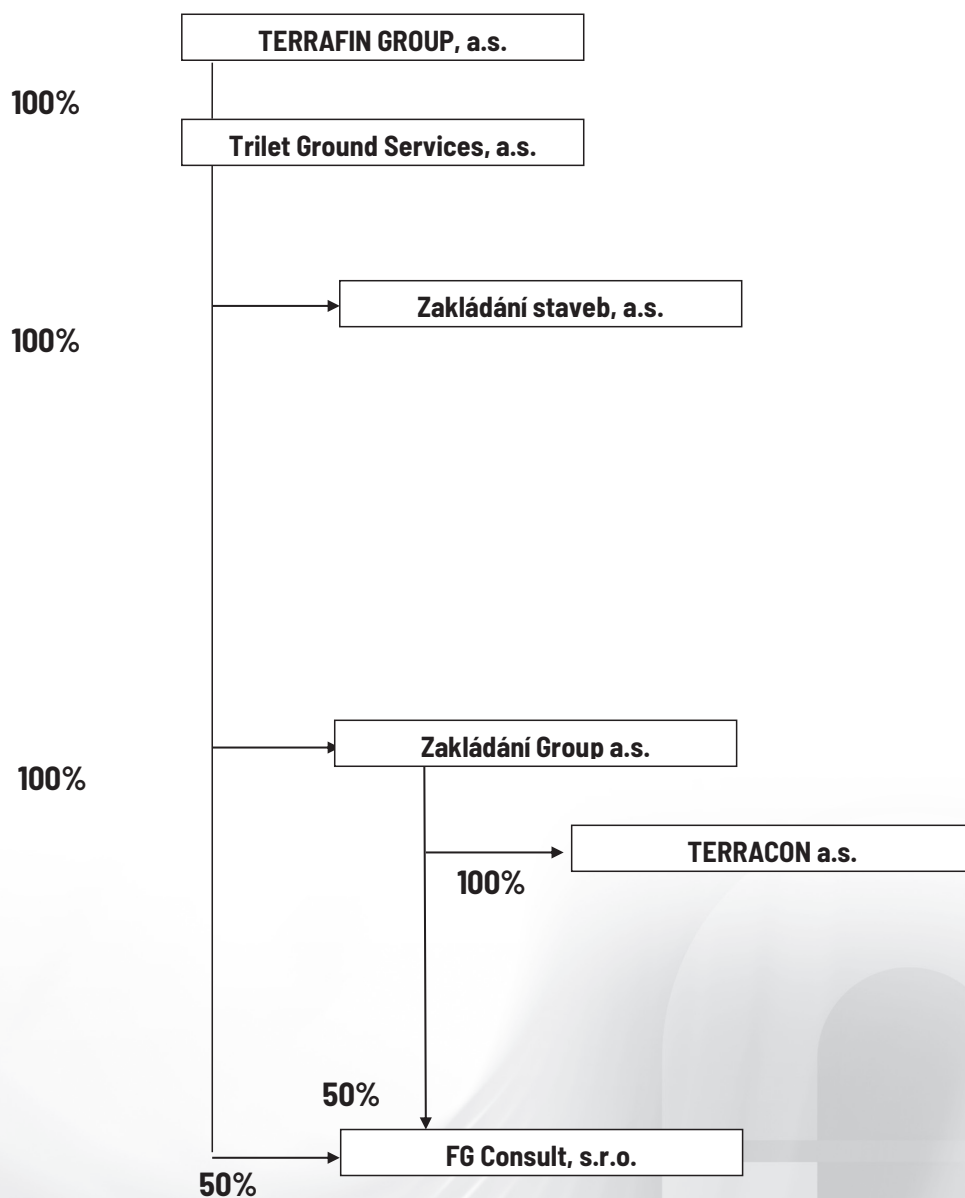 TERRAFIN GROUP, a.s.
100%
Trilet Ground Services, a.s.
Zakládání staveb, a.s.
100%
Zakládání Group a.s.
100%
TERRACON a.s.
100%
50%
FG Consult, s.r.o.
50%